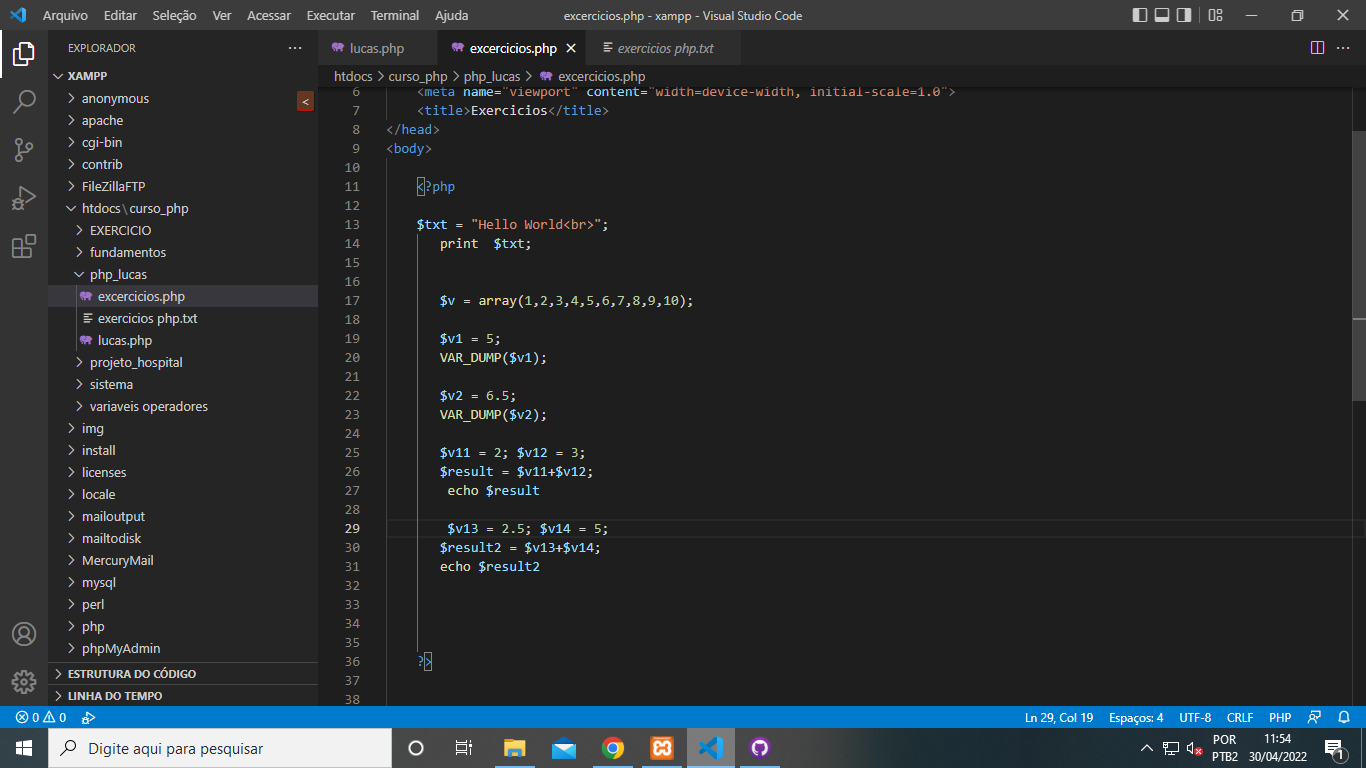 Arquivo Editar Seleção Ver Acessar Executar Terminal Ajuda excercicios.php - xampp - Visual Studio Code
EXPLORADOR
XAMPP
anonymous
apache
cgi-bin
contrib
FileZillaFTP
htdocs\curso_php
EXERCICIO
fundamentos
php_lucas
excercicios.php
exercicios php.txt
lucas.php
projeto_hospital
sistema
variaveis operadores
img
install
licenses
locale
mailoutput
mailtodisk
MercuryMail
mysql
perl
php
phpMyAdmin
ESTRUTURA DO CÓDIGO
LINHA DO TEMPO
<
lucas.php excercicios.php exercicios php.txt
htdocs > curso_php > php_lucas > excercicios.php
6 <meta name="viewport" content="width=device-width, initial-scale=1.0">
7 <title>Exercicios</title>
8 </head>
9 <body>
10
11 <?php
12
13 $txt = "Hello World<br>";
14 print  $txt;
15
16
17 $v = array(1,2,3,4,5,6,7,8,9,10);
18
19 $v1 = 5;
20 VAR_DUMP($v1);
21
22 $v2 = 6.5;
23 VAR_DUMP($v2);
24
25 $v11 = 2; $v12 = 3;
26 $result = $v11+$v12;
27 echo $result
28
29 $v13 = 2.5; $v14 = 5;
30 $result2 = $v13+$v14;
31 echo $result2
32
33
34
35
36 ?>
37
38
0 0 Ln 29, Col 19 Espaços: 4 UTF-8 CRLF PHP
Digite aqui para pesquisar
POR
PTB2
11:54
30/04/2022
1